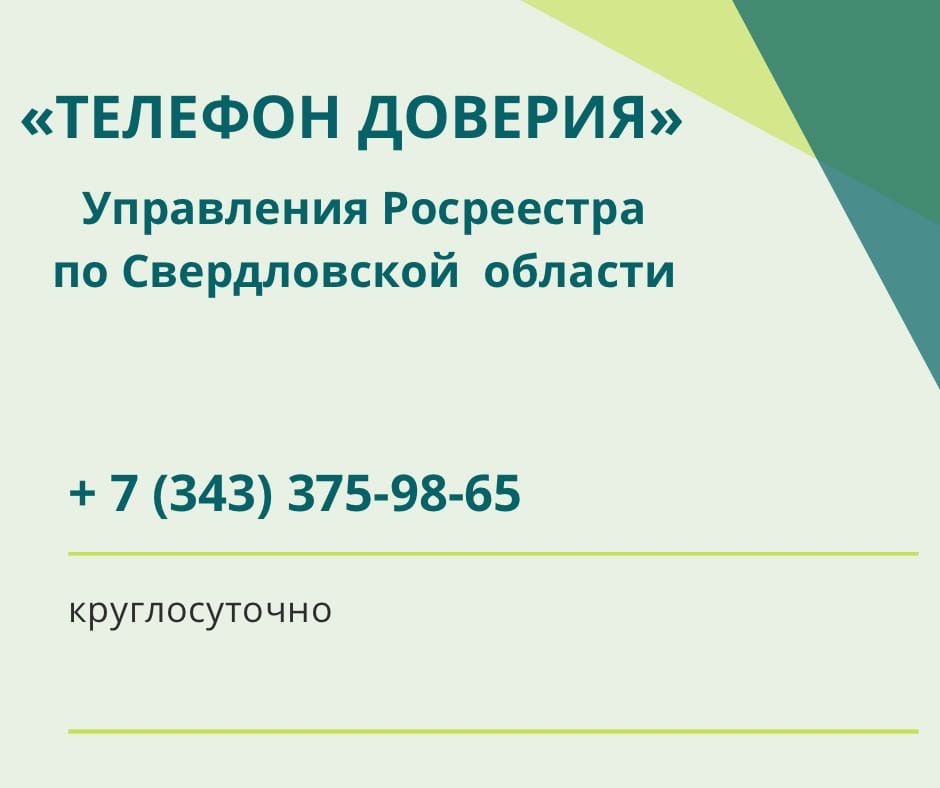 «ТЕЛЕФОН ДОВЕРИЯ»
Управления Росреестра
по Свердловской области
+ 7 (343) 375-98-65
круглосуточно